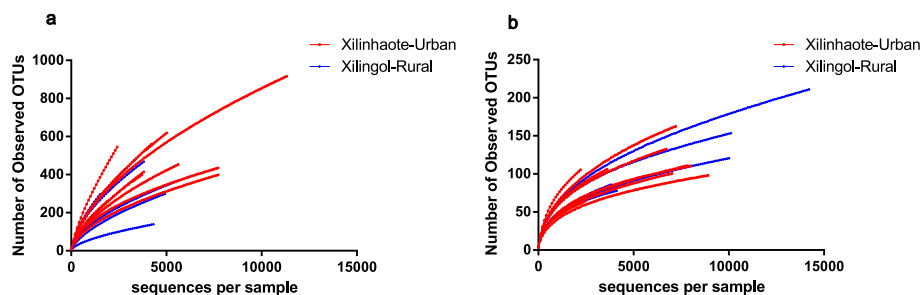 a
Xilinhaote-Urban
Xilingol-Rural
Number of Observed OTUs
1000
800
600
400
200
0
0 5000 10000 15000
sequences per sample
b
Xilinhaote-Urban
Xilingol-Rural
Number of Observed OTUs
250
200
150
100
50
0
0 5000 10000 15000
sequences per sample